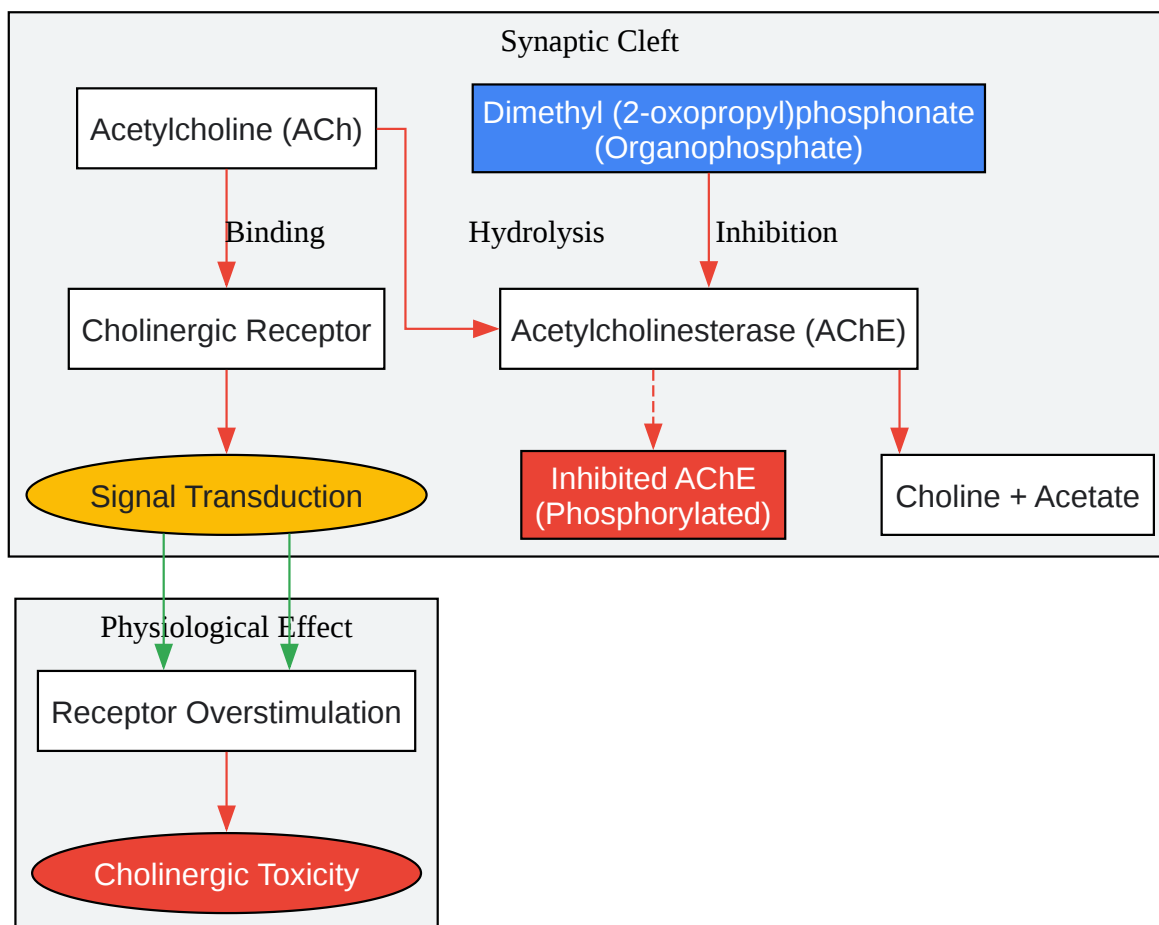 Synaptic Cleft
Acetylcholine (ACh)
Dimethyl (2-oxopropyl)phosphonate
(Organophosphate)
Binding
Hydrolysis
Inhibition
Cholinergic Receptor
Acetylcholinesterase (AChE)
Signal Transduction
Inhibited AChE
(Phosphorylated)
Choline + Acetate
Physiological Effect
Receptor Overstimulation
Cholinergic Toxicity